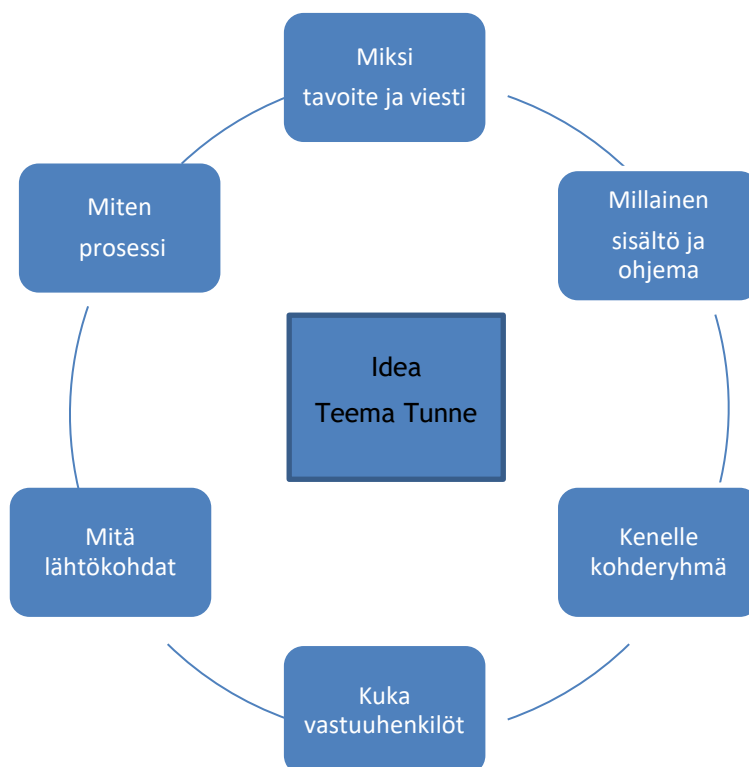 Miksi
tavoite ja viesti
Millainen
sisältö ja
ohjema
Kenelle
kohderyhmä
Kuka
vastuuhenkilöt
Mitä
lähtökohdat
Miten
prosessi
Idea
Teema Tunne